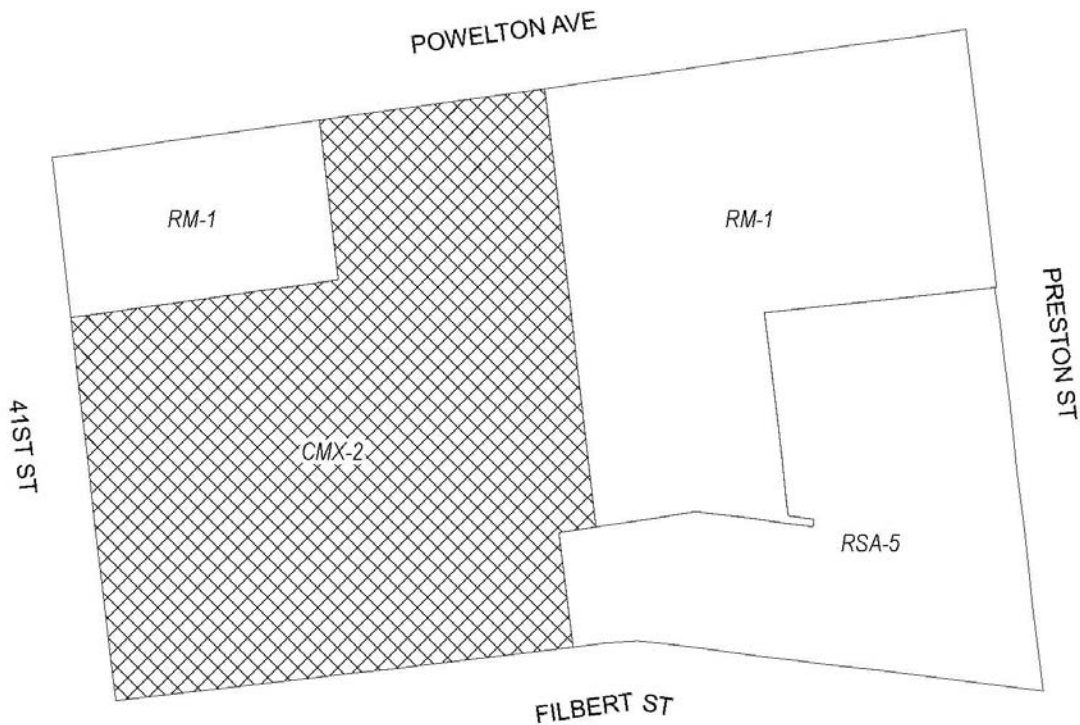 POWELTON AVE
RM-1
RM-1
PRESTON ST
41ST ST
CMX-2
RSA-5
FILBERT ST